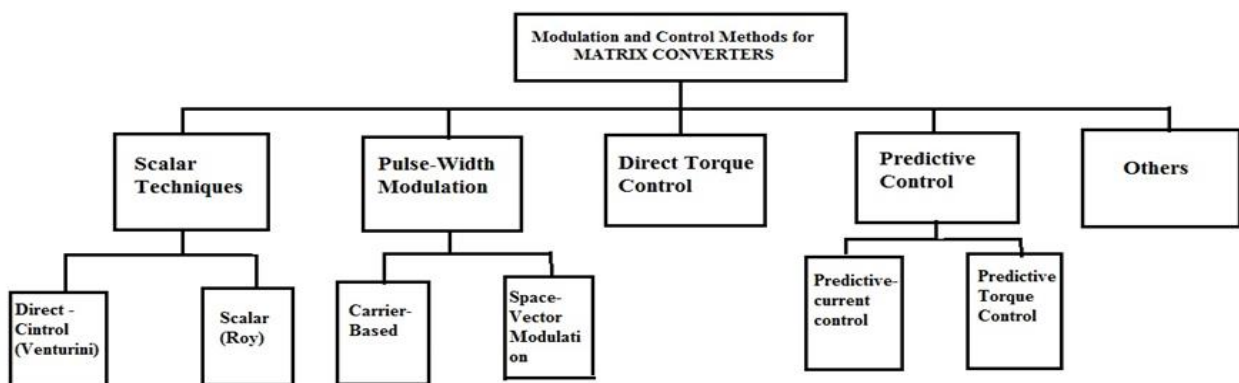 Modulation and Control Methods for
MATRIX CONVERTERS
Scalar
Techniques
Pulse-Width
Modulation
Direct Torque
Control
Predictive
Control
Others
Direct -
Cintrol
(Venturini)
Scalar
(Roy)
Carrier-
Based
Space-
Vector
Modulati
on
Predictive-
current
control
Predictive
Torque
Control